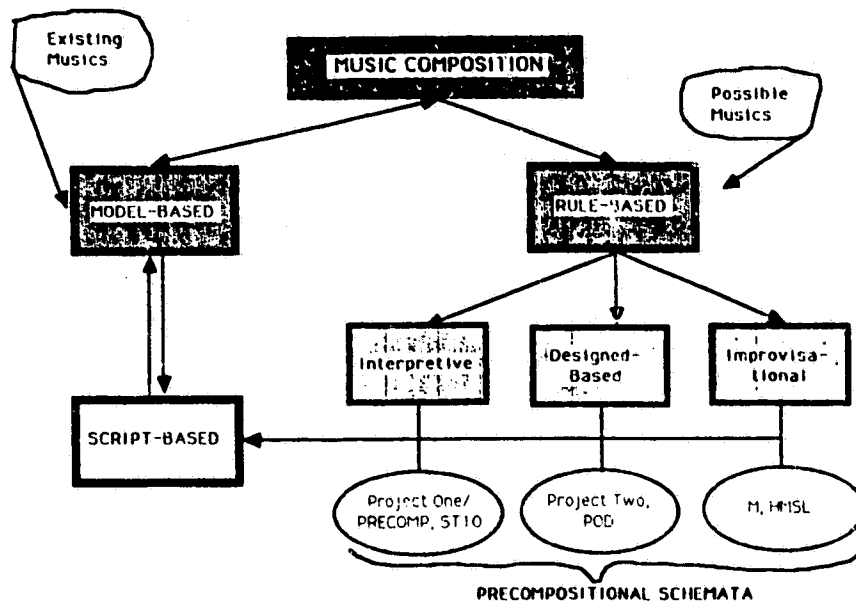 Existing
Musics
MUSIC COMPOSITION
Possible
Musics
MODEL-BASED
RULE-BASED
Interpretive
Designed-
Based
Improvisa-
tional
SCRIPT-BASED
Project One/
PRECOMP, ST10
Project Two,
POD
M, HMSL
PRECOMPOSITIONAL SCHEMATA